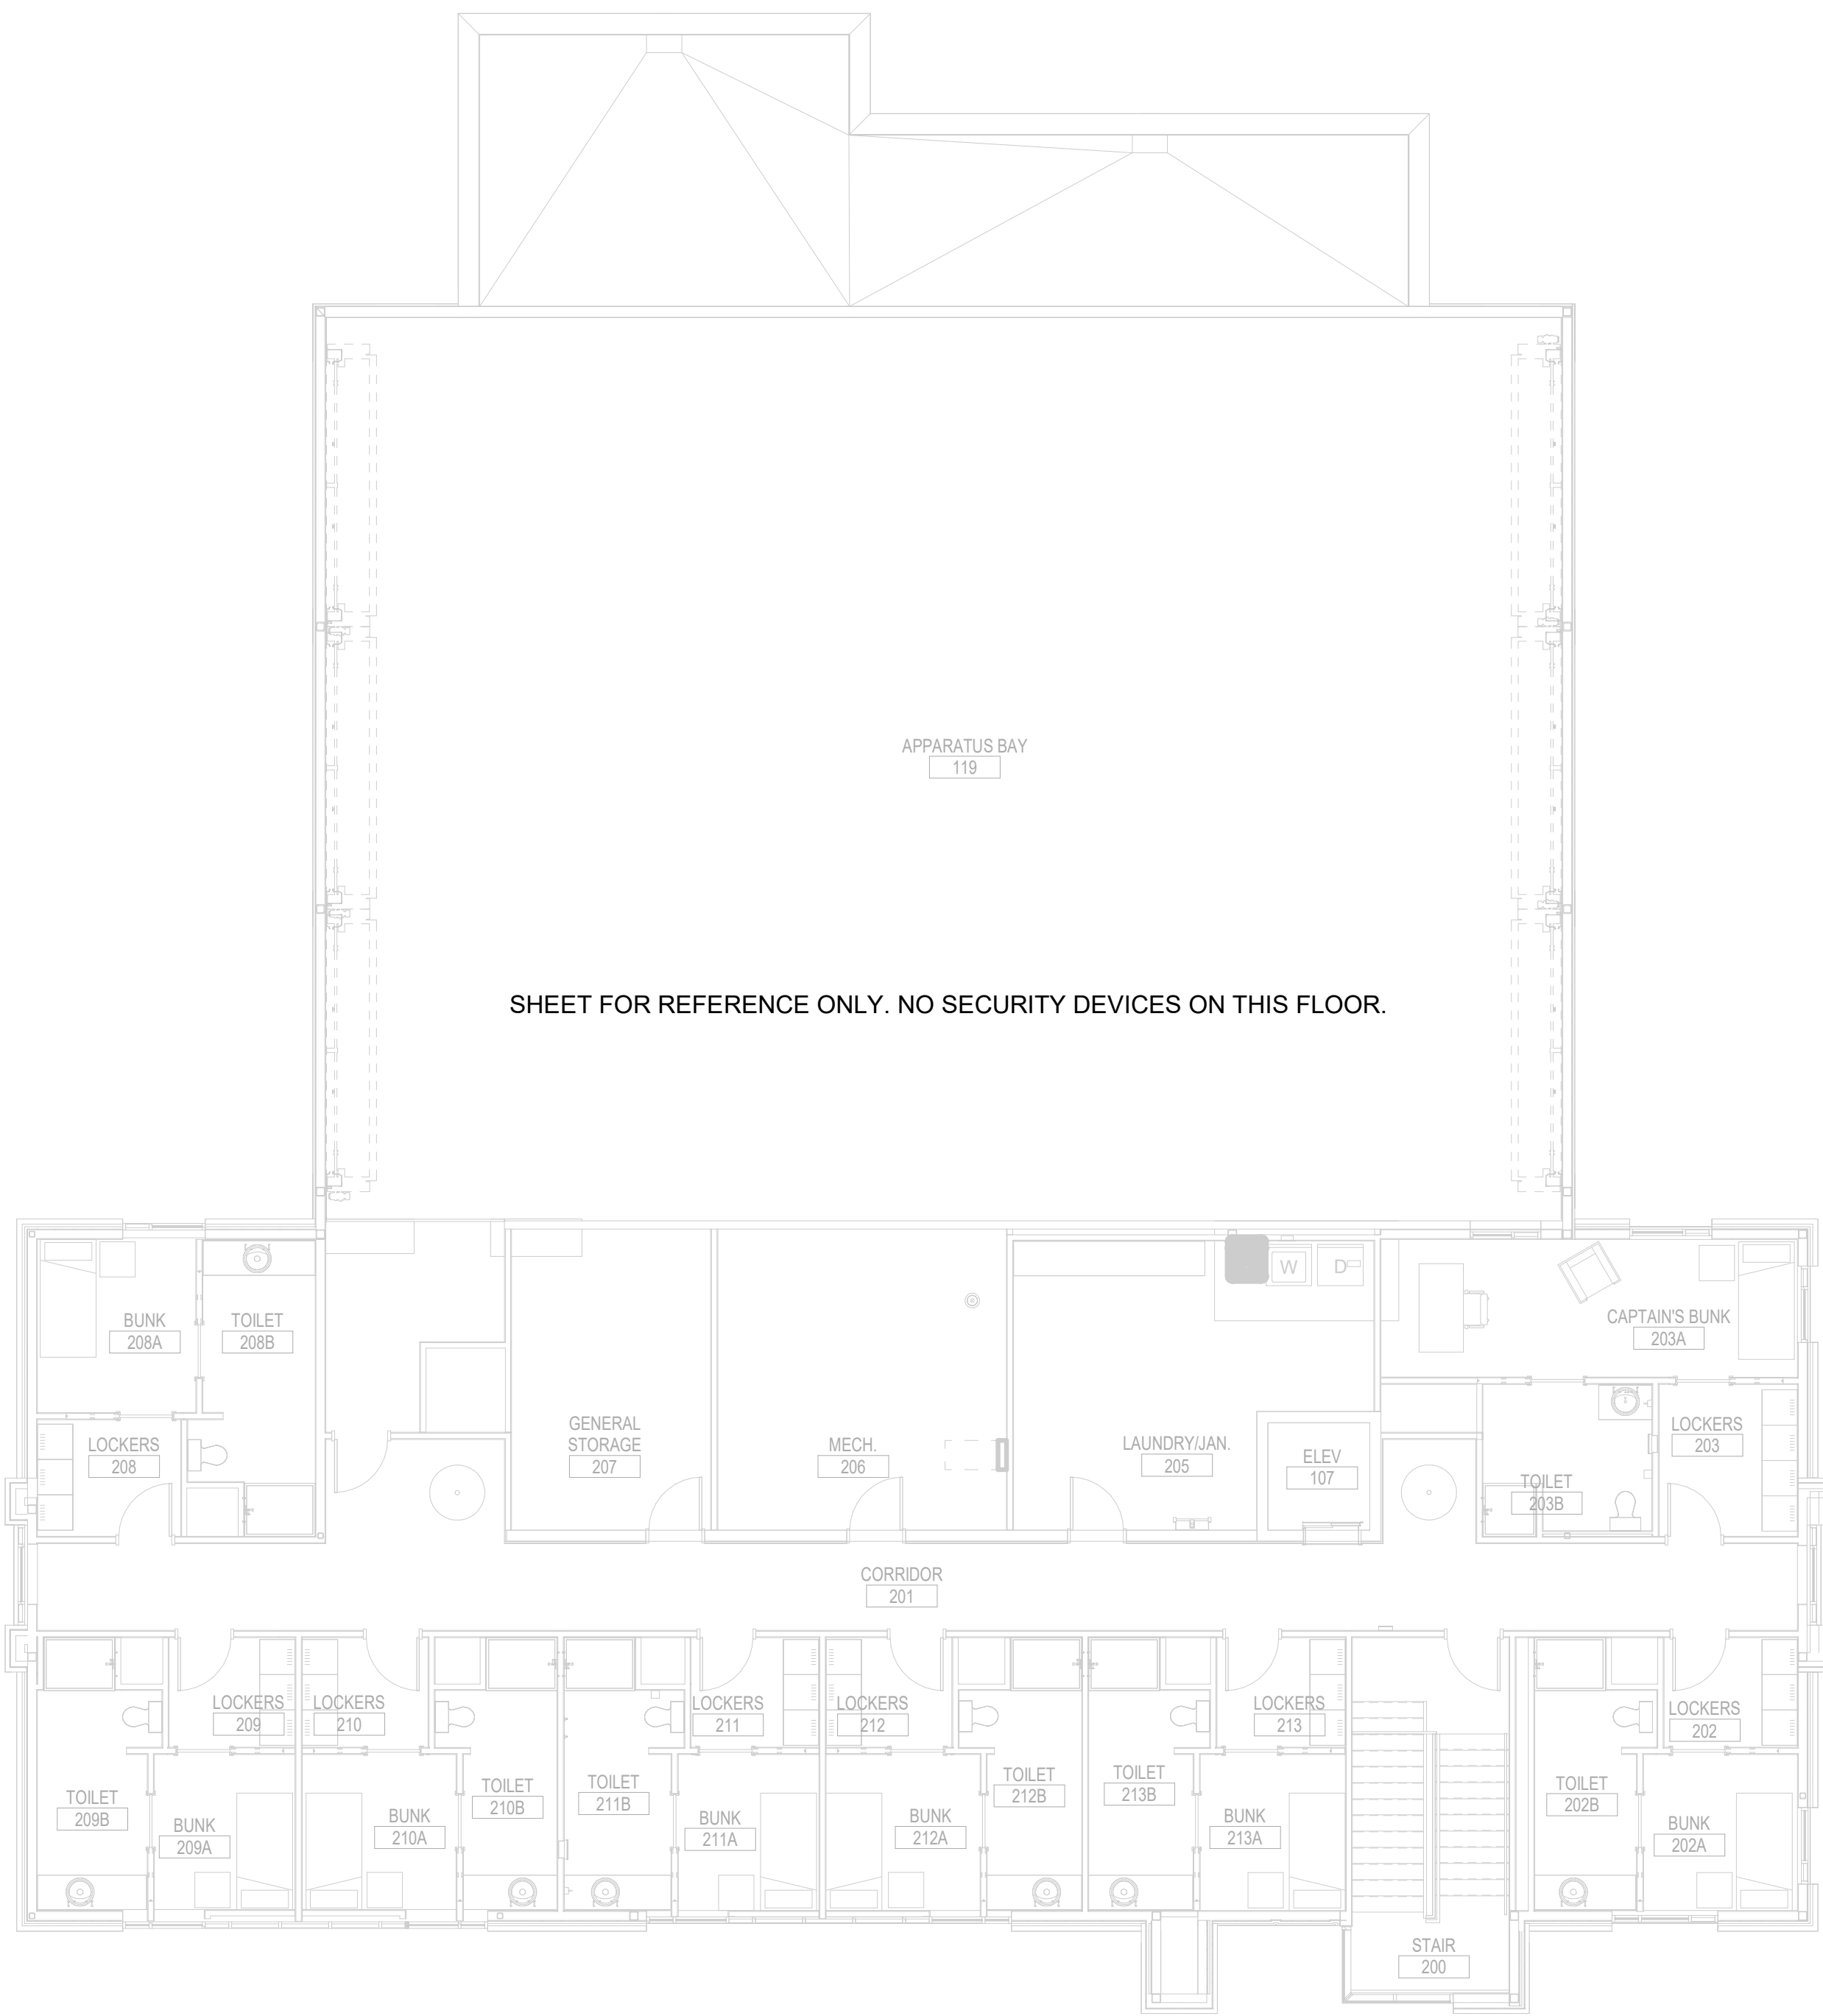 APPARATUS BAY
119
SHEET FOR REFERENCE ONLY. NO SECURITY DEVICES ON THIS FLOOR.
W
D
BUNK
208A
TOILET
208B
CAPTAIN'S BUNK
203A
GENERAL
STORAGE
207
MECH.
206
LAUNDRY/JAN.
205
ELEV
107
LOCKERS
208
LOCKERS
203
TOILET
203B
CORRIDOR
201
LOCKERS
209
LOCKERS
210
LOCKERS
211
LOCKERS
212
LOCKERS
213
LOCKERS
202
TOILET
209B
BUNK
209A
BUNK
210A
TOILET
210B
TOILET
211B
BUNK
211A
BUNK
212A
TOILET
212B
TOILET
213B
BUNK
213A
TOILET
202B
BUNK
202A
STAIR
200